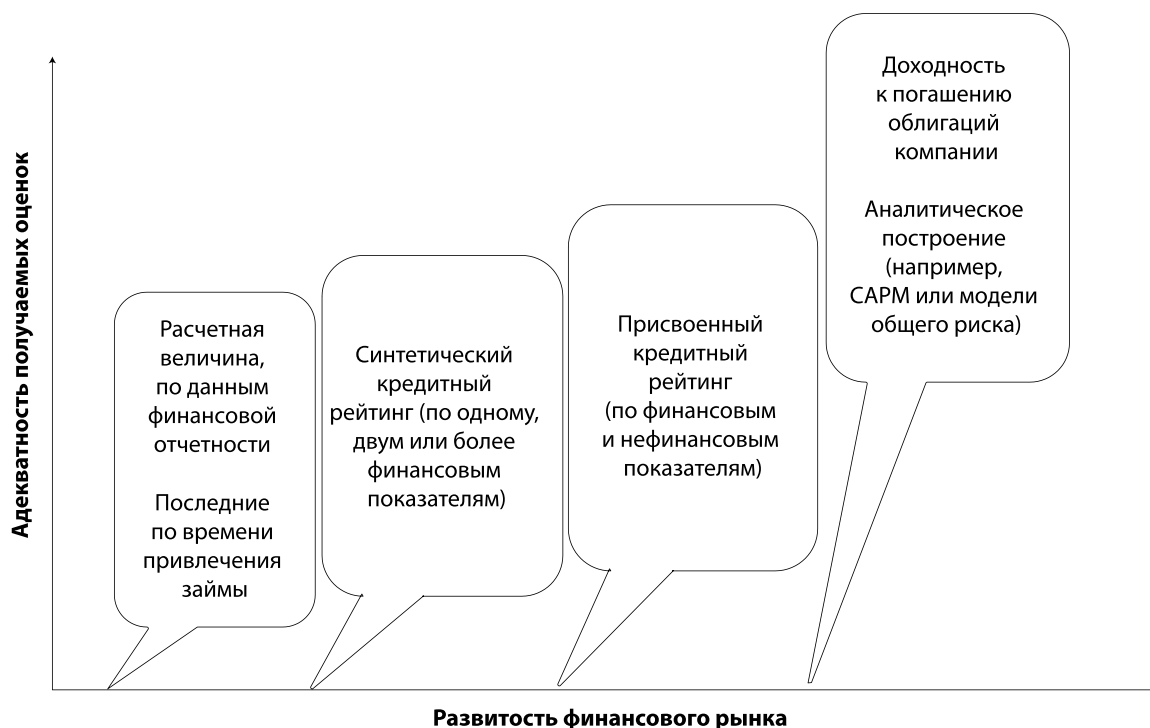 Адекватность получаемых оценок
Расчетная
величина,
по данным
финансовой
отчетности
Последние
по времени
привлечения
займы
Синтетический
кредитный
рейтинг (по одному,
двум или более
финансовым
показателям)
Присвоенный
кредитный
рейтинг
(по финансовым
и нефинансовым
показателям)
Доходность
к погашению
облигаций
компании
Аналитическое
построение
(например,
CAPM или модели
общего риска)
Развитость финансового рынка